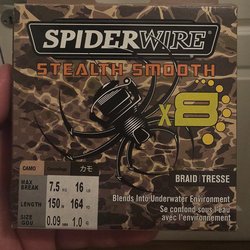 SPIDERWIRE®
STEALTH SMOOTH
x8
CAMO カモ
BRAID/TRESSE
MAX BREAK 7.5 KG 16 LB
LENGTH 150 m 164 YD
Blends Into Underwater Environment
Se confond sous l'eau
avec l'environnement
SIZE GOU 0.09 mm 1.0 号